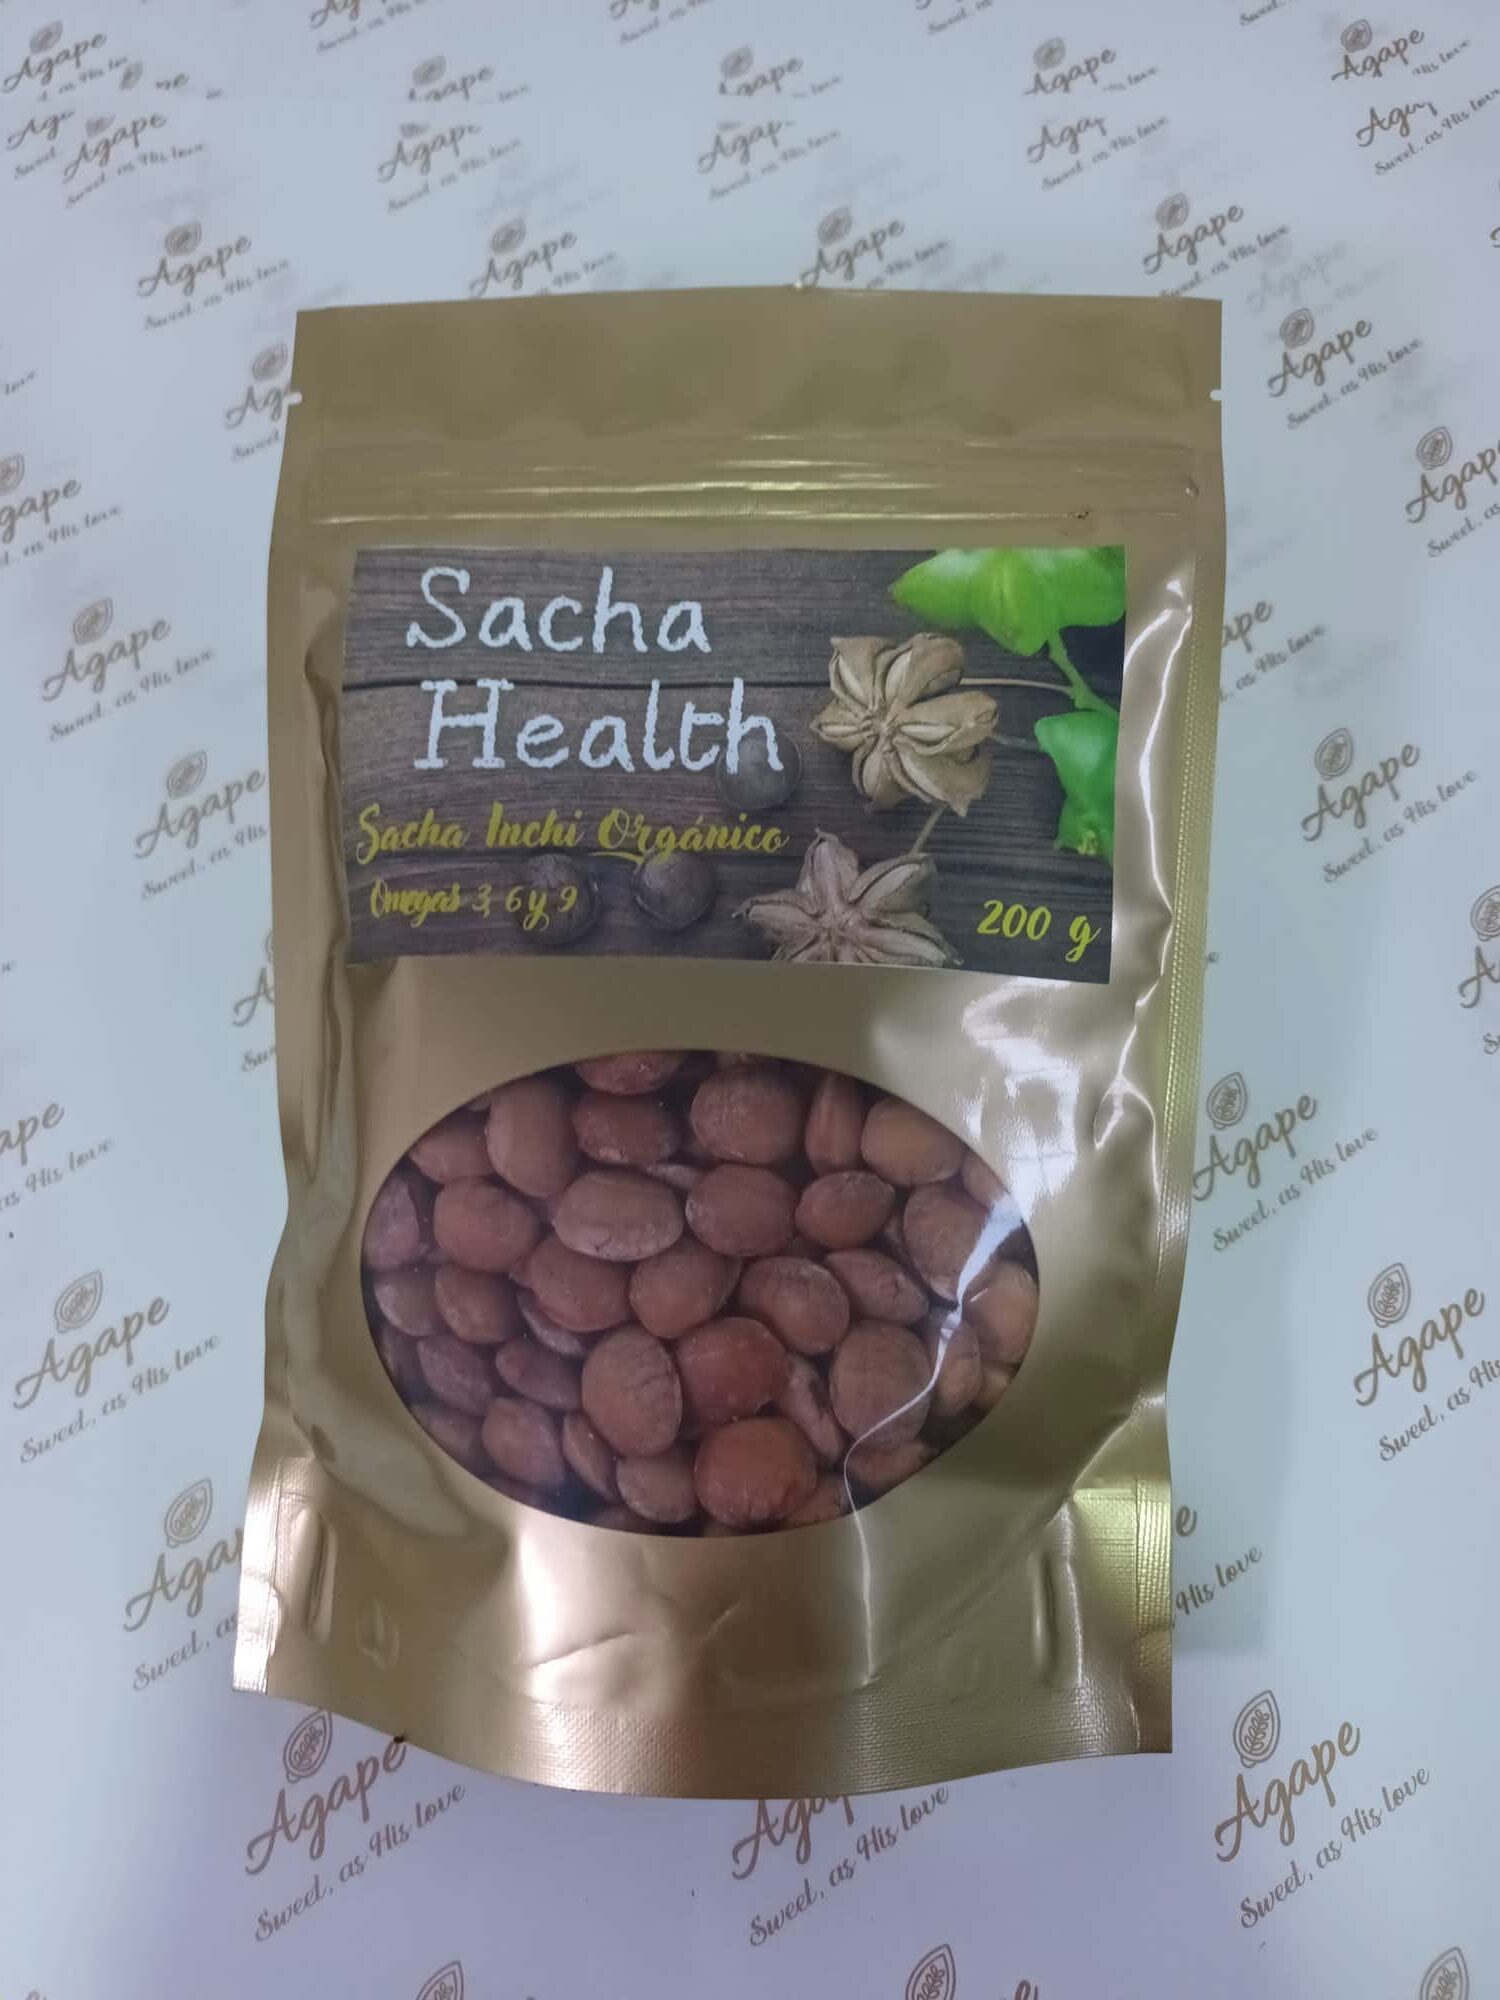 Sacha
Health
Sacha Inchi Orgánico
Omegas 3, 6 y 9
200 g
Agape
Sweet, as His love